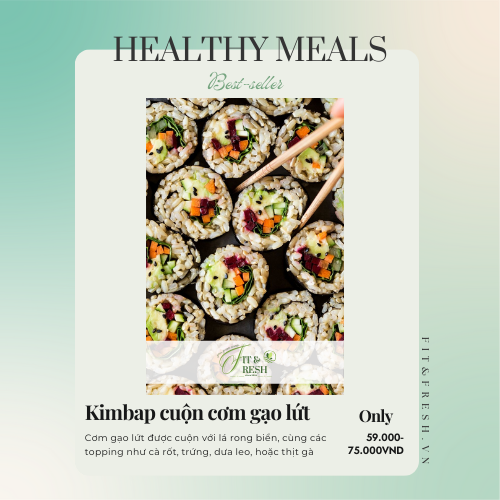 HEALTHY MEALS
Best-seller
FIT &
FRESH
Kimbap cuộn cơm gạo lứt
Cơm gạo lứt được cuộn với lá rong biển, cùng các
topping như cà rốt, trứng, dưa leo, hoặc thịt gà
Only
59.000-
75.000VND
FIT&FRESH.VN